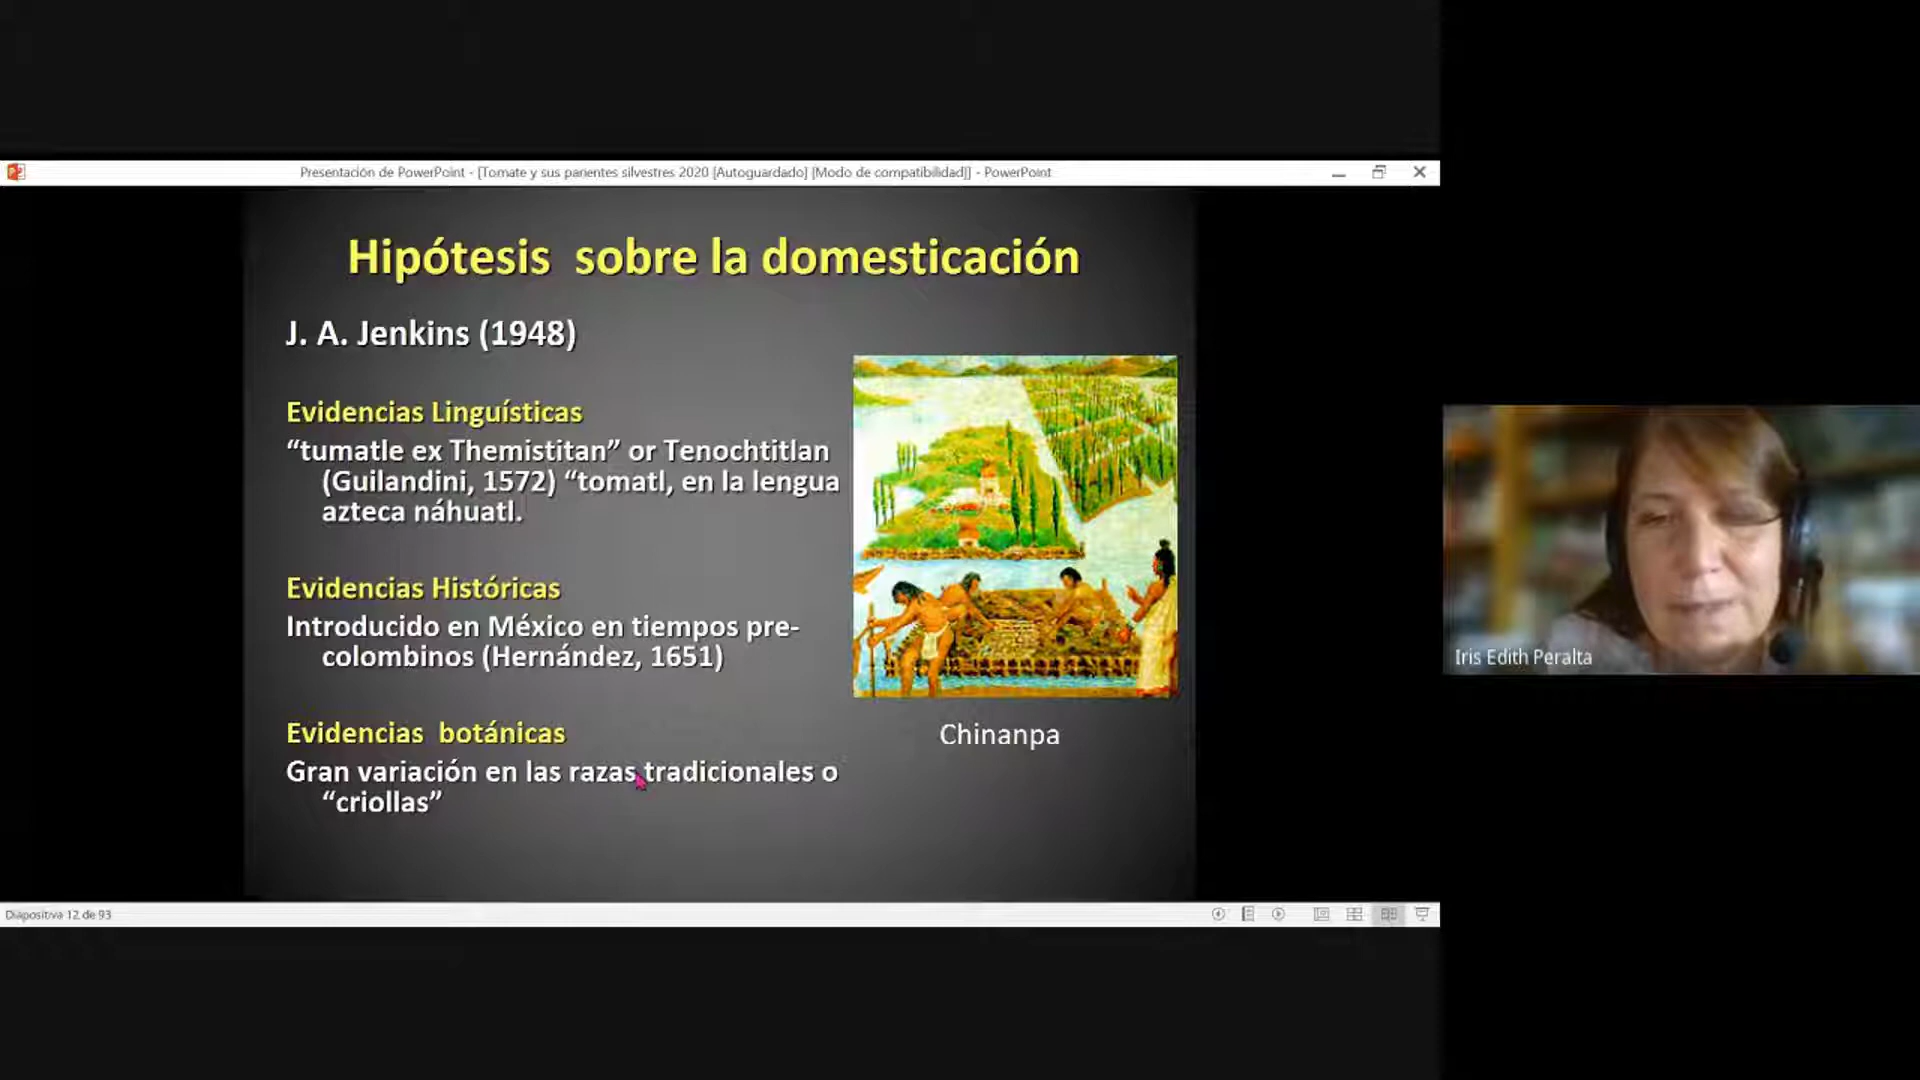 Presentación de PowerPoint - [Tomate y sus parientes silvestres 2020 [Autoguardado] [Modo de compatibilidad]] - PowerPoint
Hipótesis sobre la domesticación
J. A. Jenkins (1948)
Evidencias Linguísticas
“tumatle ex Themistitan” or Tenochtitlan
(Guilandini, 1572) “tomatl, en la lengua
azteca náhuatl.
Evidencias Históricas
Introducido en México en tiempos pre-
colombinos (Hernández, 1651)
Evidencias botánicas
Gran variación en las razas tradicionales o
“criollas”
Chinanpa
Iris Edith Peralta
Diapositiva 12 de 93